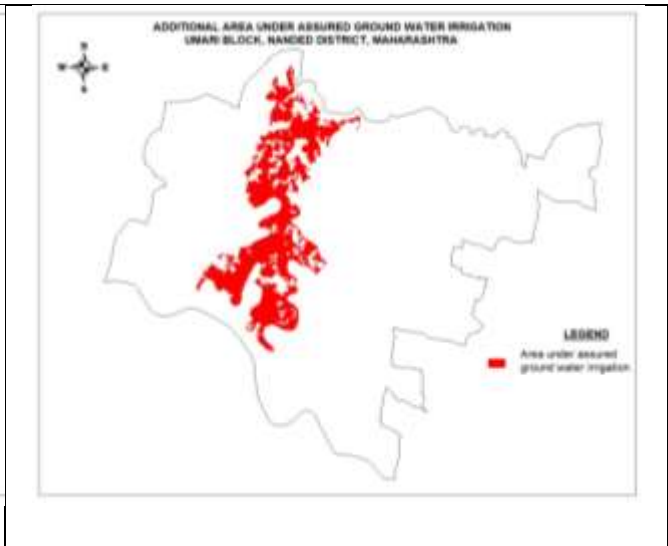 ADDITIONAL AREA UNDER ASSURED GROUND WATER IRRIGATION
UMARI BLOCK, NANDED DISTRICT, MAHARASHTRA
N
W E
S
LEGEND
Area under assured
ground water irrigation